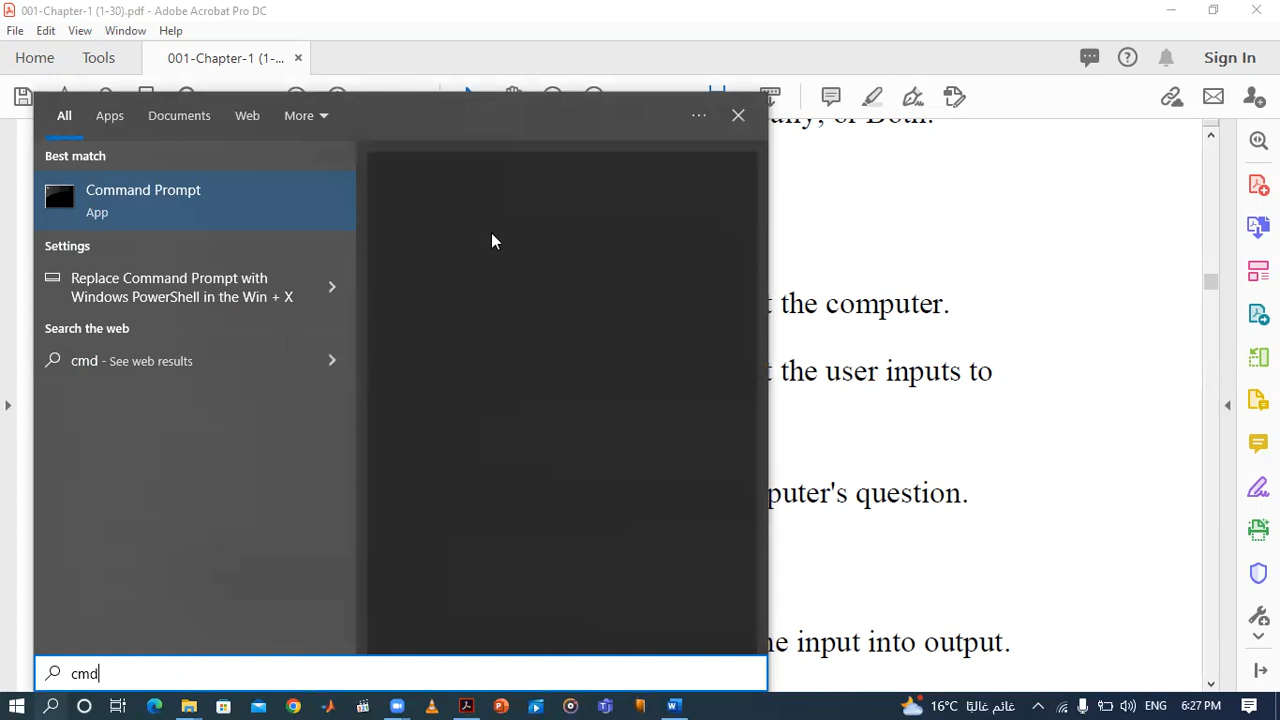 001-Chapter-1 (1-30).pdf - Adobe Acrobat Pro DC
File Edit View Window Help
Home Tools 001-Chapter-1 (1-... × Sign In
All Apps Documents Web More
Best match
Command Prompt
App
Settings
Replace Command Prompt with
Windows PowerShell in the Win + X
Search the web
cmd - See web results
or Both.
the computer.
the user inputs to
puter's question.
input into output.
cmd
16°C غائم غالبًا ENG 6:27 PM